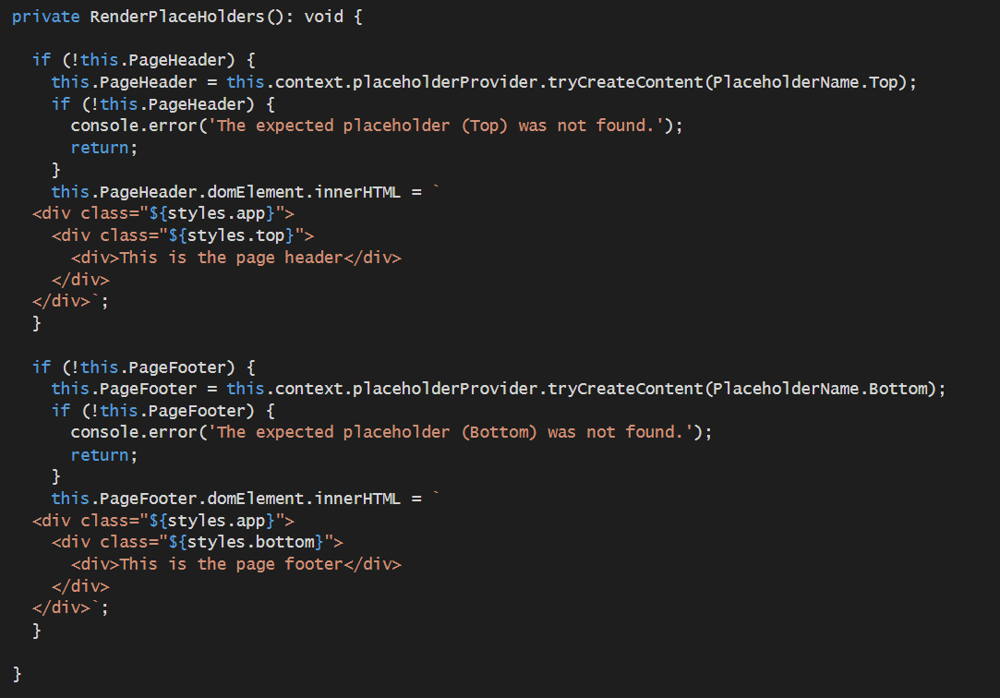 private RenderPlaceHolders(): void {
if (!this.PageHeader) {
this.PageHeader = this.context.placeholderProvider.tryCreateContent(PlaceholderName.Top);
if (!this.PageHeader) {
console.error('The expected placeholder (Top) was not found.');
return;
}
this.PageHeader.domElement.innerHTML = `
<div class="${styles.app}">
<div class="${styles.top}">
<div>This is the page header</div>
</div>
</div>`;
}
if (!this.PageFooter) {
this.PageFooter = this.context.placeholderProvider.tryCreateContent(PlaceholderName.Bottom);
if (!this.PageFooter) {
console.error('The expected placeholder (Bottom) was not found.');
return;
}
this.PageFooter.domElement.innerHTML = `
<div class="${styles.app}">
<div class="${styles.bottom}">
<div>This is the page footer</div>
</div>
</div>`;
}
}